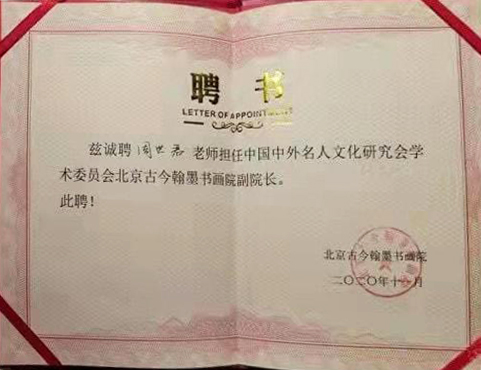 聘书
LETTER OF APPOINTMENT
兹诚聘 周世 老师担任中国中外名人文化研究会学
术委员会北京古今翰墨书画院副院长。
此聘！
北京古今翰墨书画院
二〇二〇年十一月